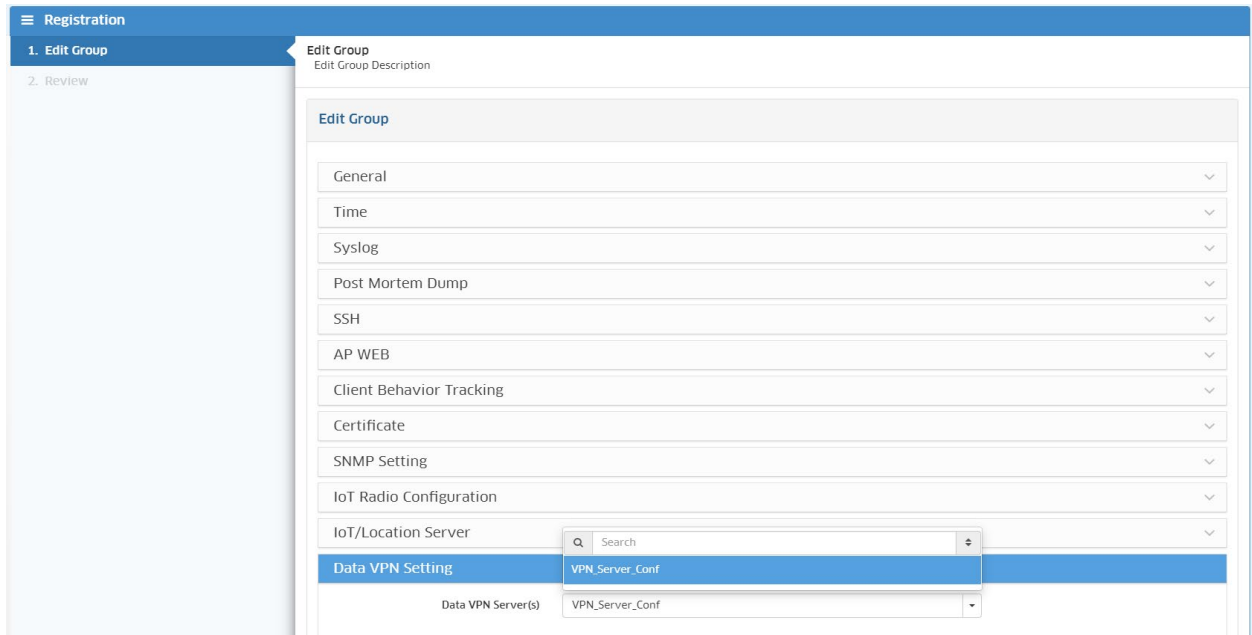 Registration
1. Edit Group
2. Review
Edit Group
Edit Group Description
Edit Group
General
Time
Syslog
Post Mortem Dump
SSH
AP WEB
Client Behavior Tracking
Certificate
SNMP Setting
IoT Radio Configuration
IoT/Location Server
Search
Data VPN Setting
VPN_Server_Conf
Data VPN Server(s)
VPN_Server_Conf